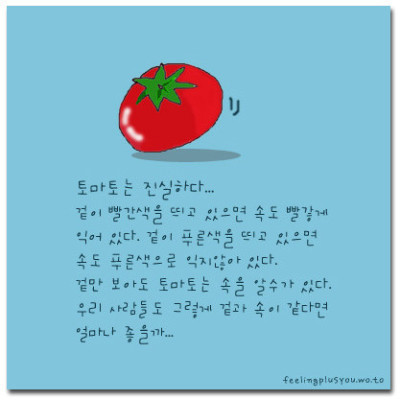 토마토는 진실하다...
겉이 빨간색을 띄고 있으면 속도 빨갛게
익어 있다. 겉이 푸른색을 띄고 있으면
속도 푸른색으로 익지않아 있다.
겉만 보아도 토마토는 속을 알수가 있다.
우리 사람들도 그렇게 겉과 속이 같다면
얼마나 좋을까...
feelingplusyou.wo.to